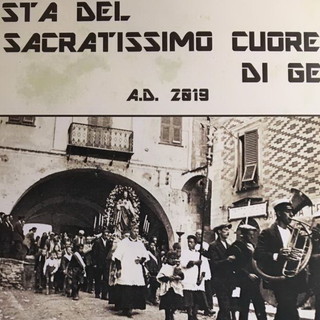 STA DEL
SACRATISSIMO CUORE
DI GE
A.D. 2019